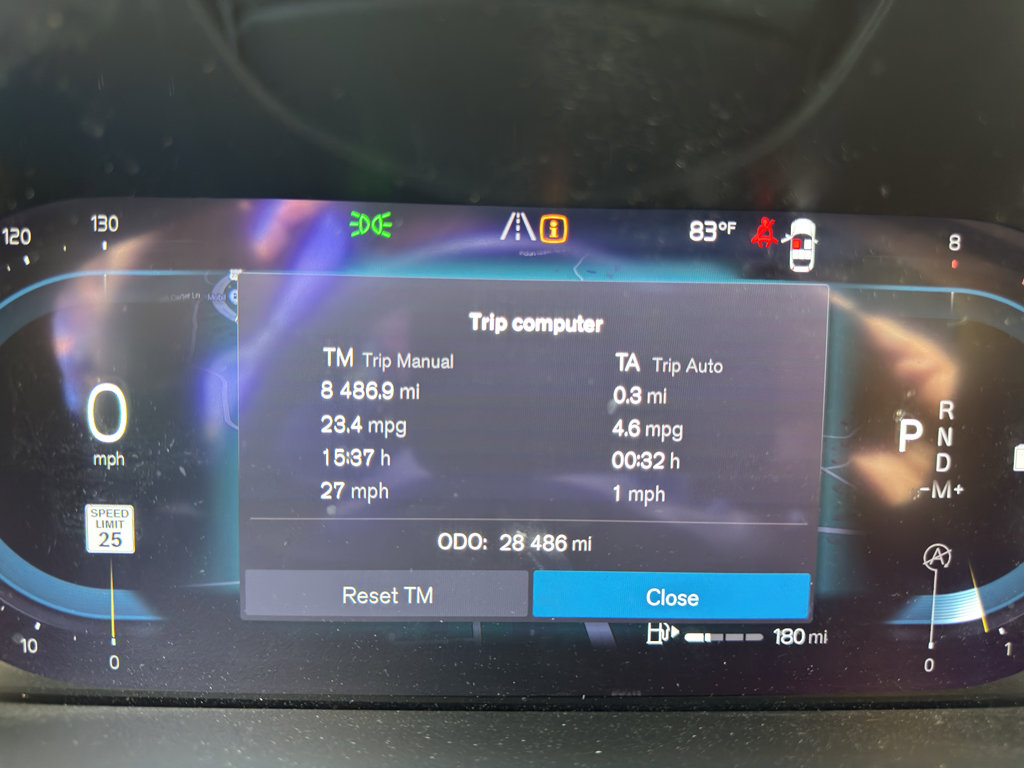 120
130
83°F
8
Trip computer
TM Trip Manual
TA Trip Auto
8 486.9 mi
0.3 mi
23.4 mpg
4.6 mpg
15:37 h
00:32 h
27 mph
1 mph
ODO: 28 486 mi
Reset TM
Close
0
mph
SPEED
LIMIT
25
P
R
N
D
-M+
A
180 mi
10
0
0
1